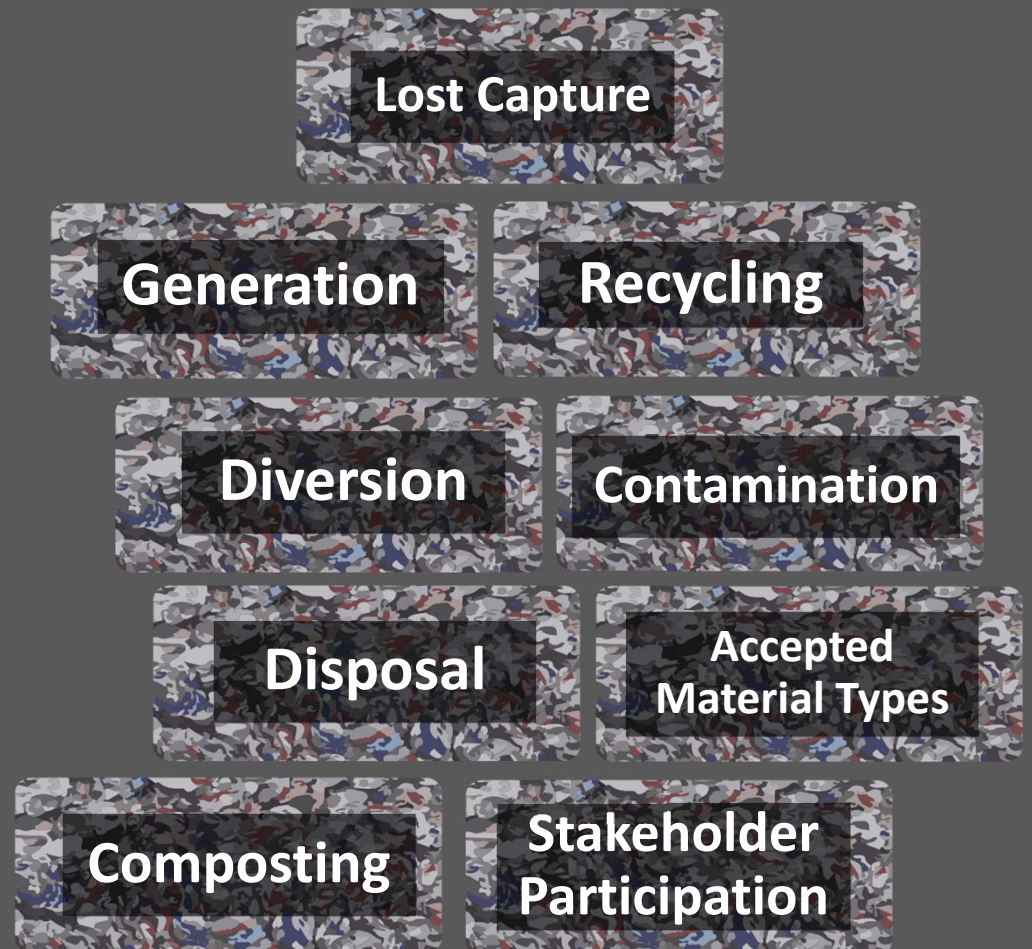 Lost Capture
Generation
Recycling
Diversion
Contamination
Disposal
Accepted
Material Types
Composting
Stakeholder
Participation